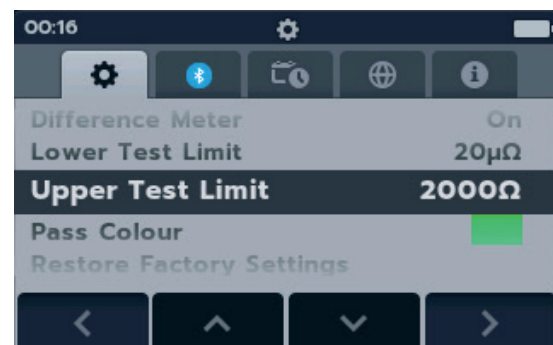 00:16
Difference Meter On
Lower Test Limit 20µΩ
Upper Test Limit 2000Ω
Pass Colour
Restore Factory Settings